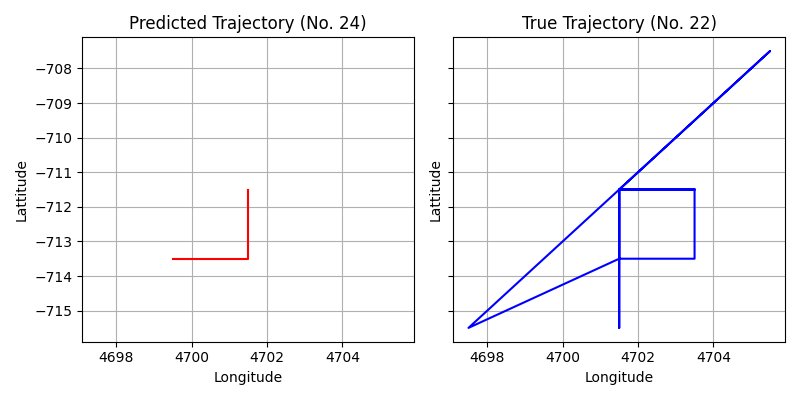 Predicted Trajectory (No. 24)
True Trajectory (No. 22)
−708
−709
−710
−711
−712
−713
−714
−715
Lattitude
Lattitude
4698 4700 4702 4704
4698 4700 4702 4704
Longitude
Longitude